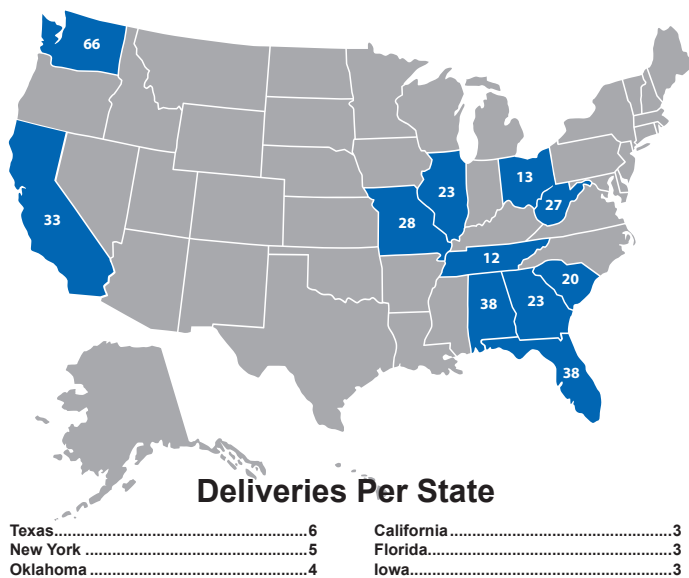 66
33
28
23
13
27
12
20
38
23
38
Deliveries Per State
Texas.....................................................6
New York ...............................................5
Oklahoma ..............................................4
California ...............................................3
Florida....................................................3
Iowa........................................................3